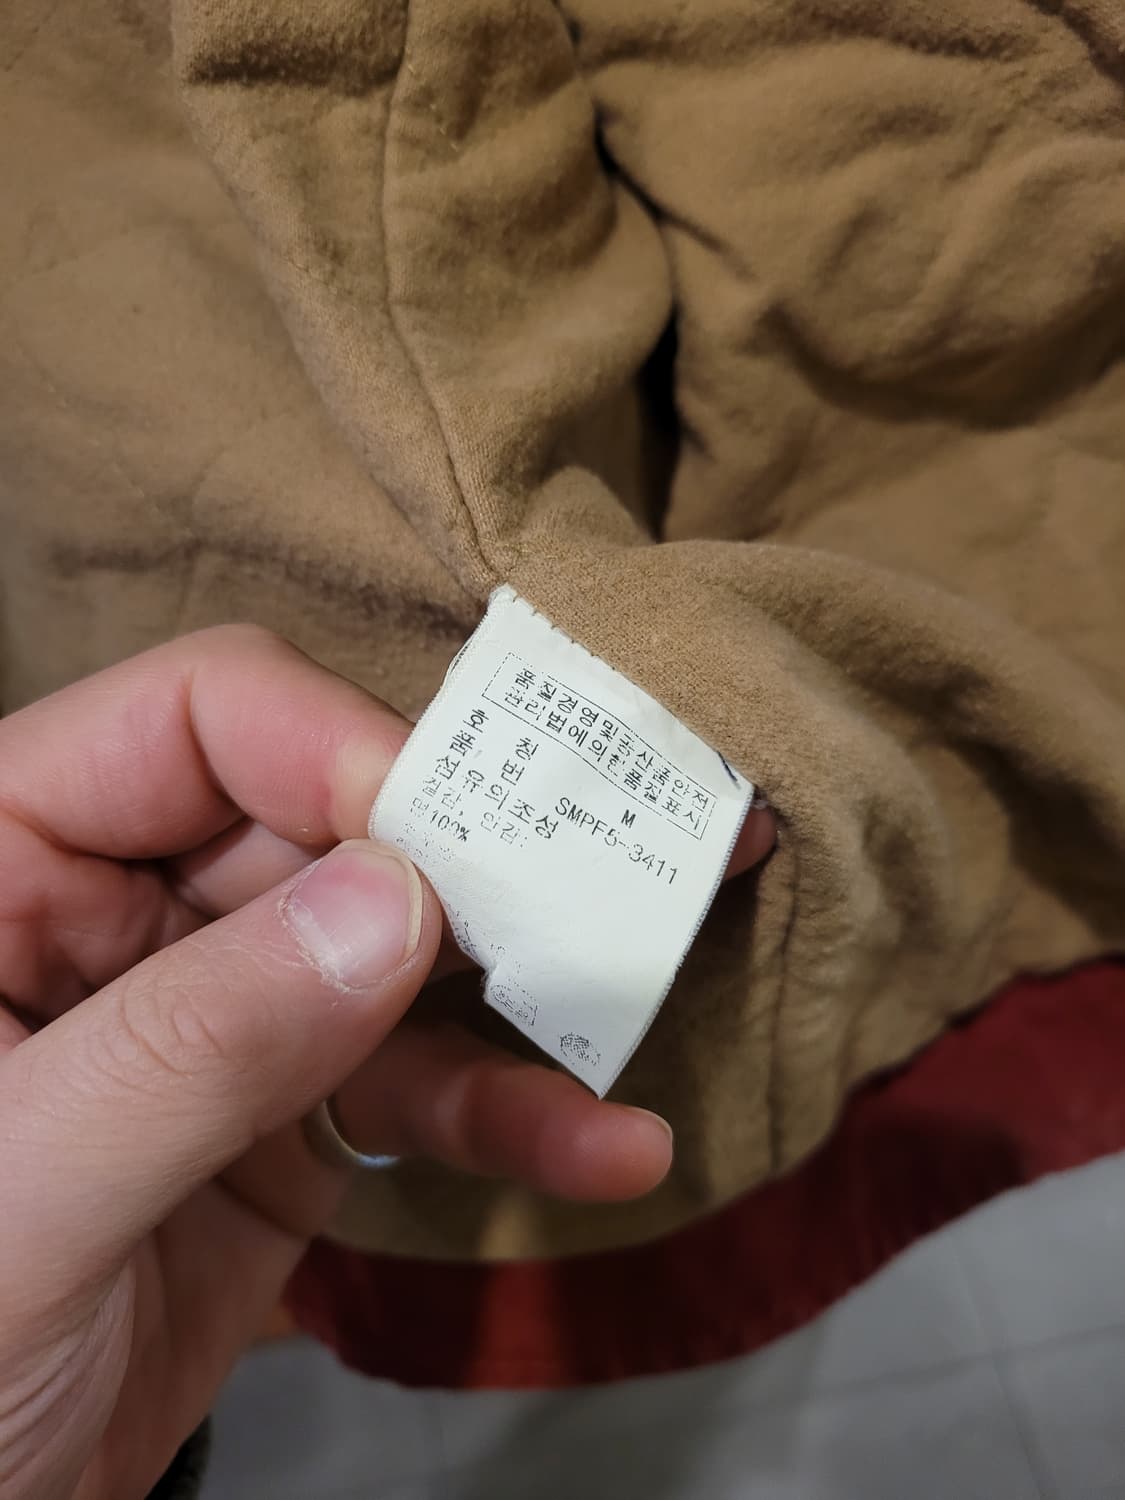 품질경영및공산품안전
관리법에의한품질표시
호 칭 M
품 번 SMPF5-3411
섬유의조성
겉감, 안감:
면100%